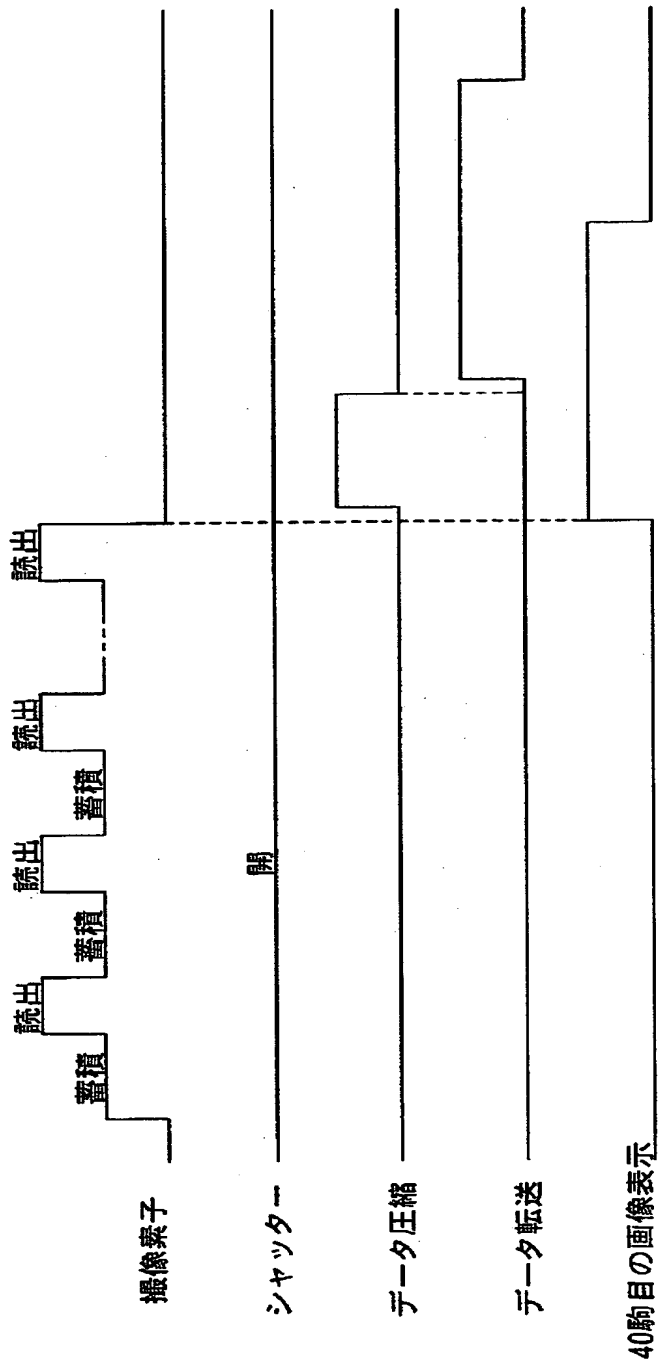 撮像素子
蓄積
読出
蓄積
読出
蓄積
読出
読出
シャッター
開
データ圧縮
データ転送
40駒目の画像表示